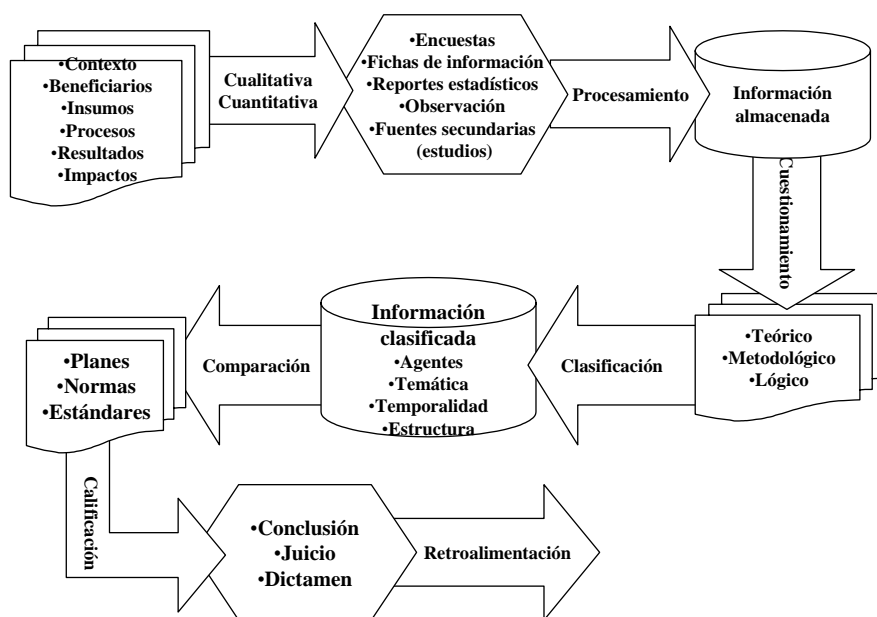 •Contexto
•Beneficiarios
•Insumos
•Procesos
•Resultados
•Impactos
Cualitativa
Cuantitativa
•Encuestas
•Fichas de información
•Reportes estadísticos
•Observación
•Fuentes secundarias
(estudios)
Procesamiento
Información
almacenada
Cuestionamiento
•Teórico
•Metodológico
•Lógico
Clasificación
Información
clasificada
•Agentes
•Temática
•Temporalidad
•Estructura
Comparación
•Planes
•Normas
•Estándares
Calificación
•Conclusión
•Juicio
•Dictamen
Retroalimentación